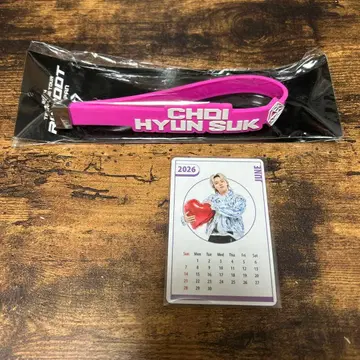 CHOI
HYUN SUK
2026
JUNE
Sun Mon Tue Wed Thu Fri Sat
1 2 3 4 5 6
7 8 9 10 11 12 13
14 15 16 17 18 19 20
21 22 23 24 25 26 27
28 29 30